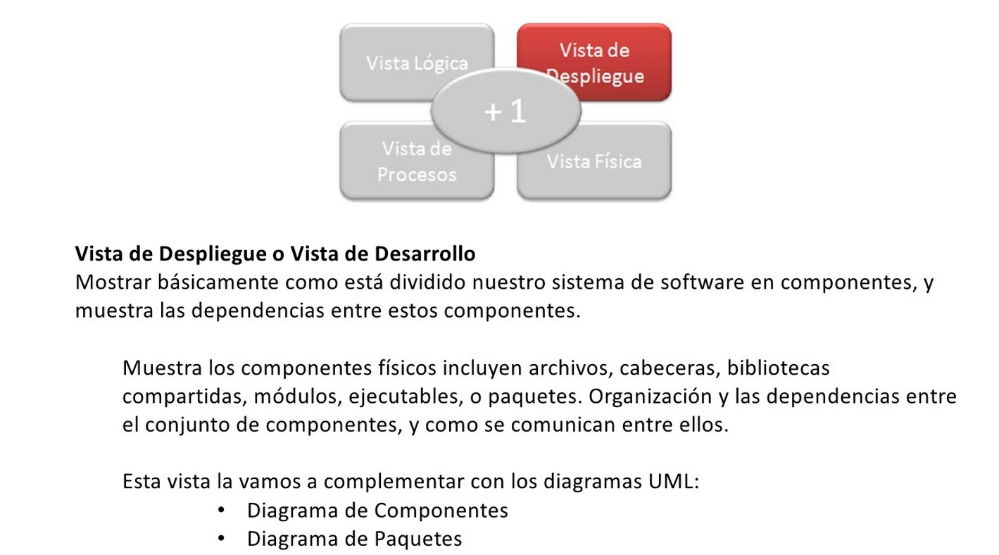 Vista Lógica
Vista de
Despliegue
+ 1
Vista de
Procesos
Vista Física
Vista de Despliegue o Vista de Desarrollo
Mostrar básicamente como está dividido nuestro sistema de software en componentes, y
muestra las dependencias entre estos componentes.
Muestra los componentes físicos incluyen archivos, cabeceras, bibliotecas
compartidas, módulos, ejecutables, o paquetes. Organización y las dependencias entre
el conjunto de componentes, y como se comunican entre ellos.
Esta vista la vamos a complementar con los diagramas UML:
• Diagrama de Componentes
• Diagrama de Paquetes